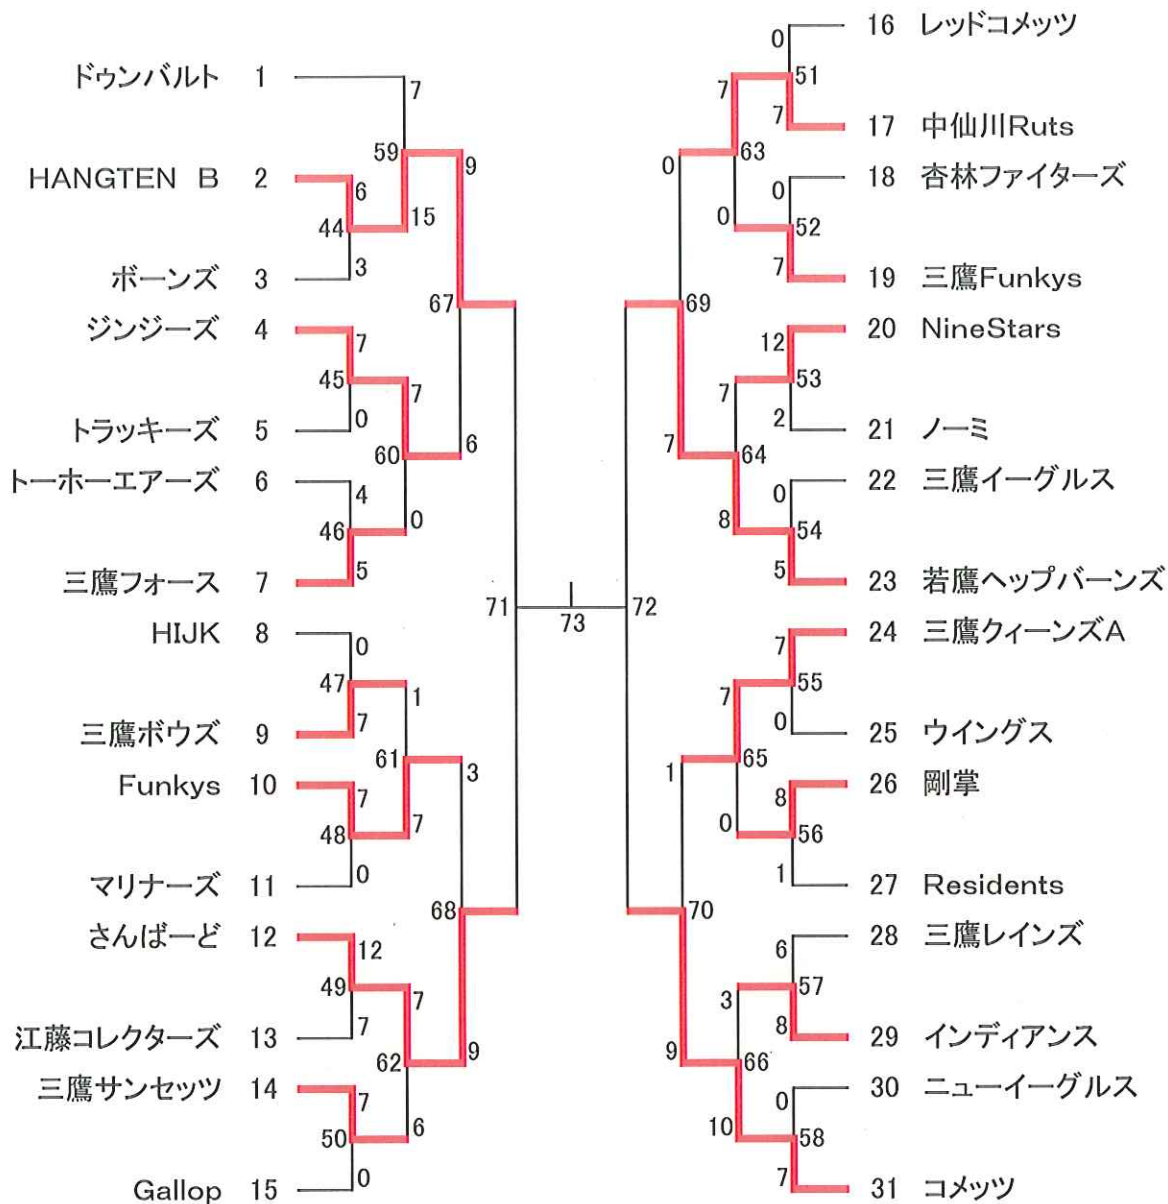 ドゥンバルト 1
HANGTEN B 2
ボーンズ 3
ジンジーズ 4
トラッキーズ 5
トーホーエアーズ 6
三鷹フォース 7
HIJK 8
三鷹ボウズ 9
Funkys 10
マリナーズ 11
さんばーど 12
江藤コレクターズ 13
三鷹サンセッツ 14
Gallop 15
7
59
9
6
15
44
3
67
7
45
7
0
6
60
4
0
46
5
0
47
1
7
61
3
7
7
48
0
68
12
49
7
7
62
9
7
6
50
0
71
73
72
16 レッドコメッツ
17 中仙川Ruts
18 杏林ファイターズ
19 三鷹Funkys
20 NineStars
21 ノーミ
22 三鷹イーグルス
23 若鷹ヘップバーンズ
24 三鷹クィーンズA
25 ウイングス
26 剛掌
27 Residents
28 三鷹レインズ
29 インディアンス
30 ニューイーグルス
31 コメッツ
0
51
7
7
0
63
0
0
52
7
69
12
53
7
2
7
64
0
8
54
5
7
55
7
0
1
65
8
0
56
1
70
6
57
3
8
9
66
0
10
58
7